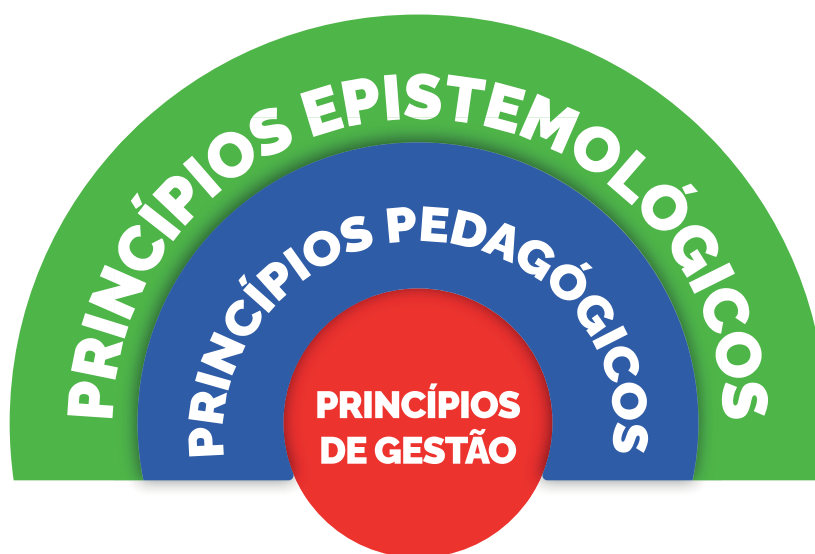 PRINCÍPIOS EPISTEMOLÓGICOS
PRINCÍPIOS PEDAGÓGICOS
PRINCÍPIOS
DE GESTÃO